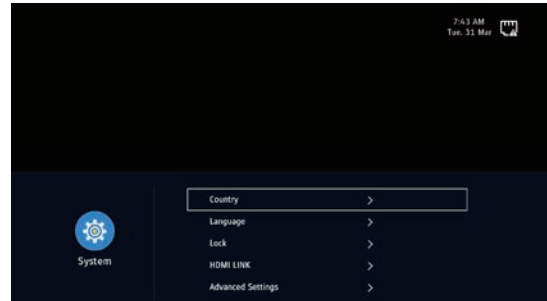 7:43 AM
Tue. 31 Mar
Country
Language
Lock
System
HDMI LINK
Advanced Settings